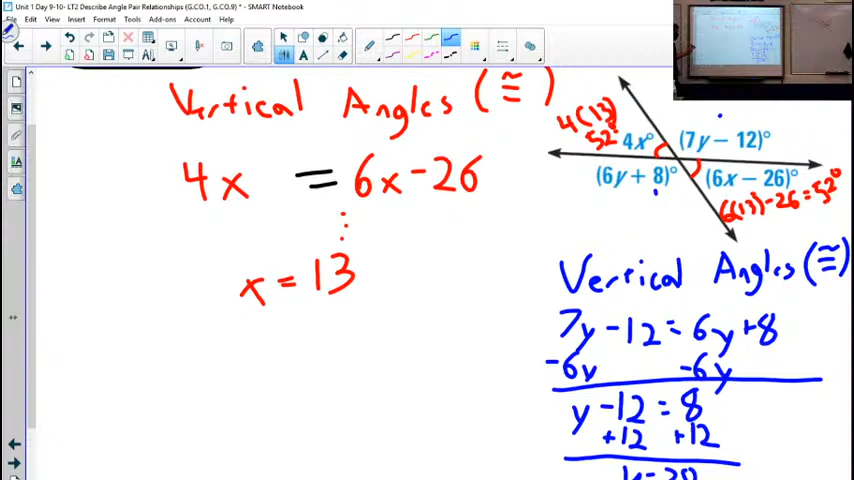 Unit 1 Day 9-10- LT2 Describe Angle Pair Relationships (G.CO.1, G.CO.9) * - SMART Notebook
File Edit View Insert Format Tools Add-ons Account Help
Vertical Angles (≅)
4x = 6x-26
x = 13
4(13)
52°
4x° (7y − 12)°
(6y + 8)° (6x − 26)°
6(13)-26=52°
Vertical Angles (≅)
7y -12 = 6y +8
-6y -6y
y -12 = 8
+12 +12
y = 20